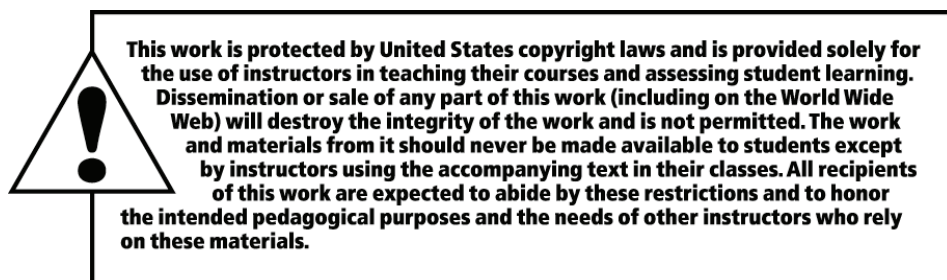 This work is protected by United States copyright laws and is provided solely for
the use of instructors in teaching their courses and assessing student learning.
Dissemination or sale of any part of this work (including on the World Wide
Web) will destroy the integrity of the work and is not permitted. The work
and materials from it should never be made available to students except
by instructors using the accompanying text in their classes. All recipients
of this work are expected to abide by these restrictions and to honor
the intended pedagogical purposes and the needs of other instructors who rely
on these materials.